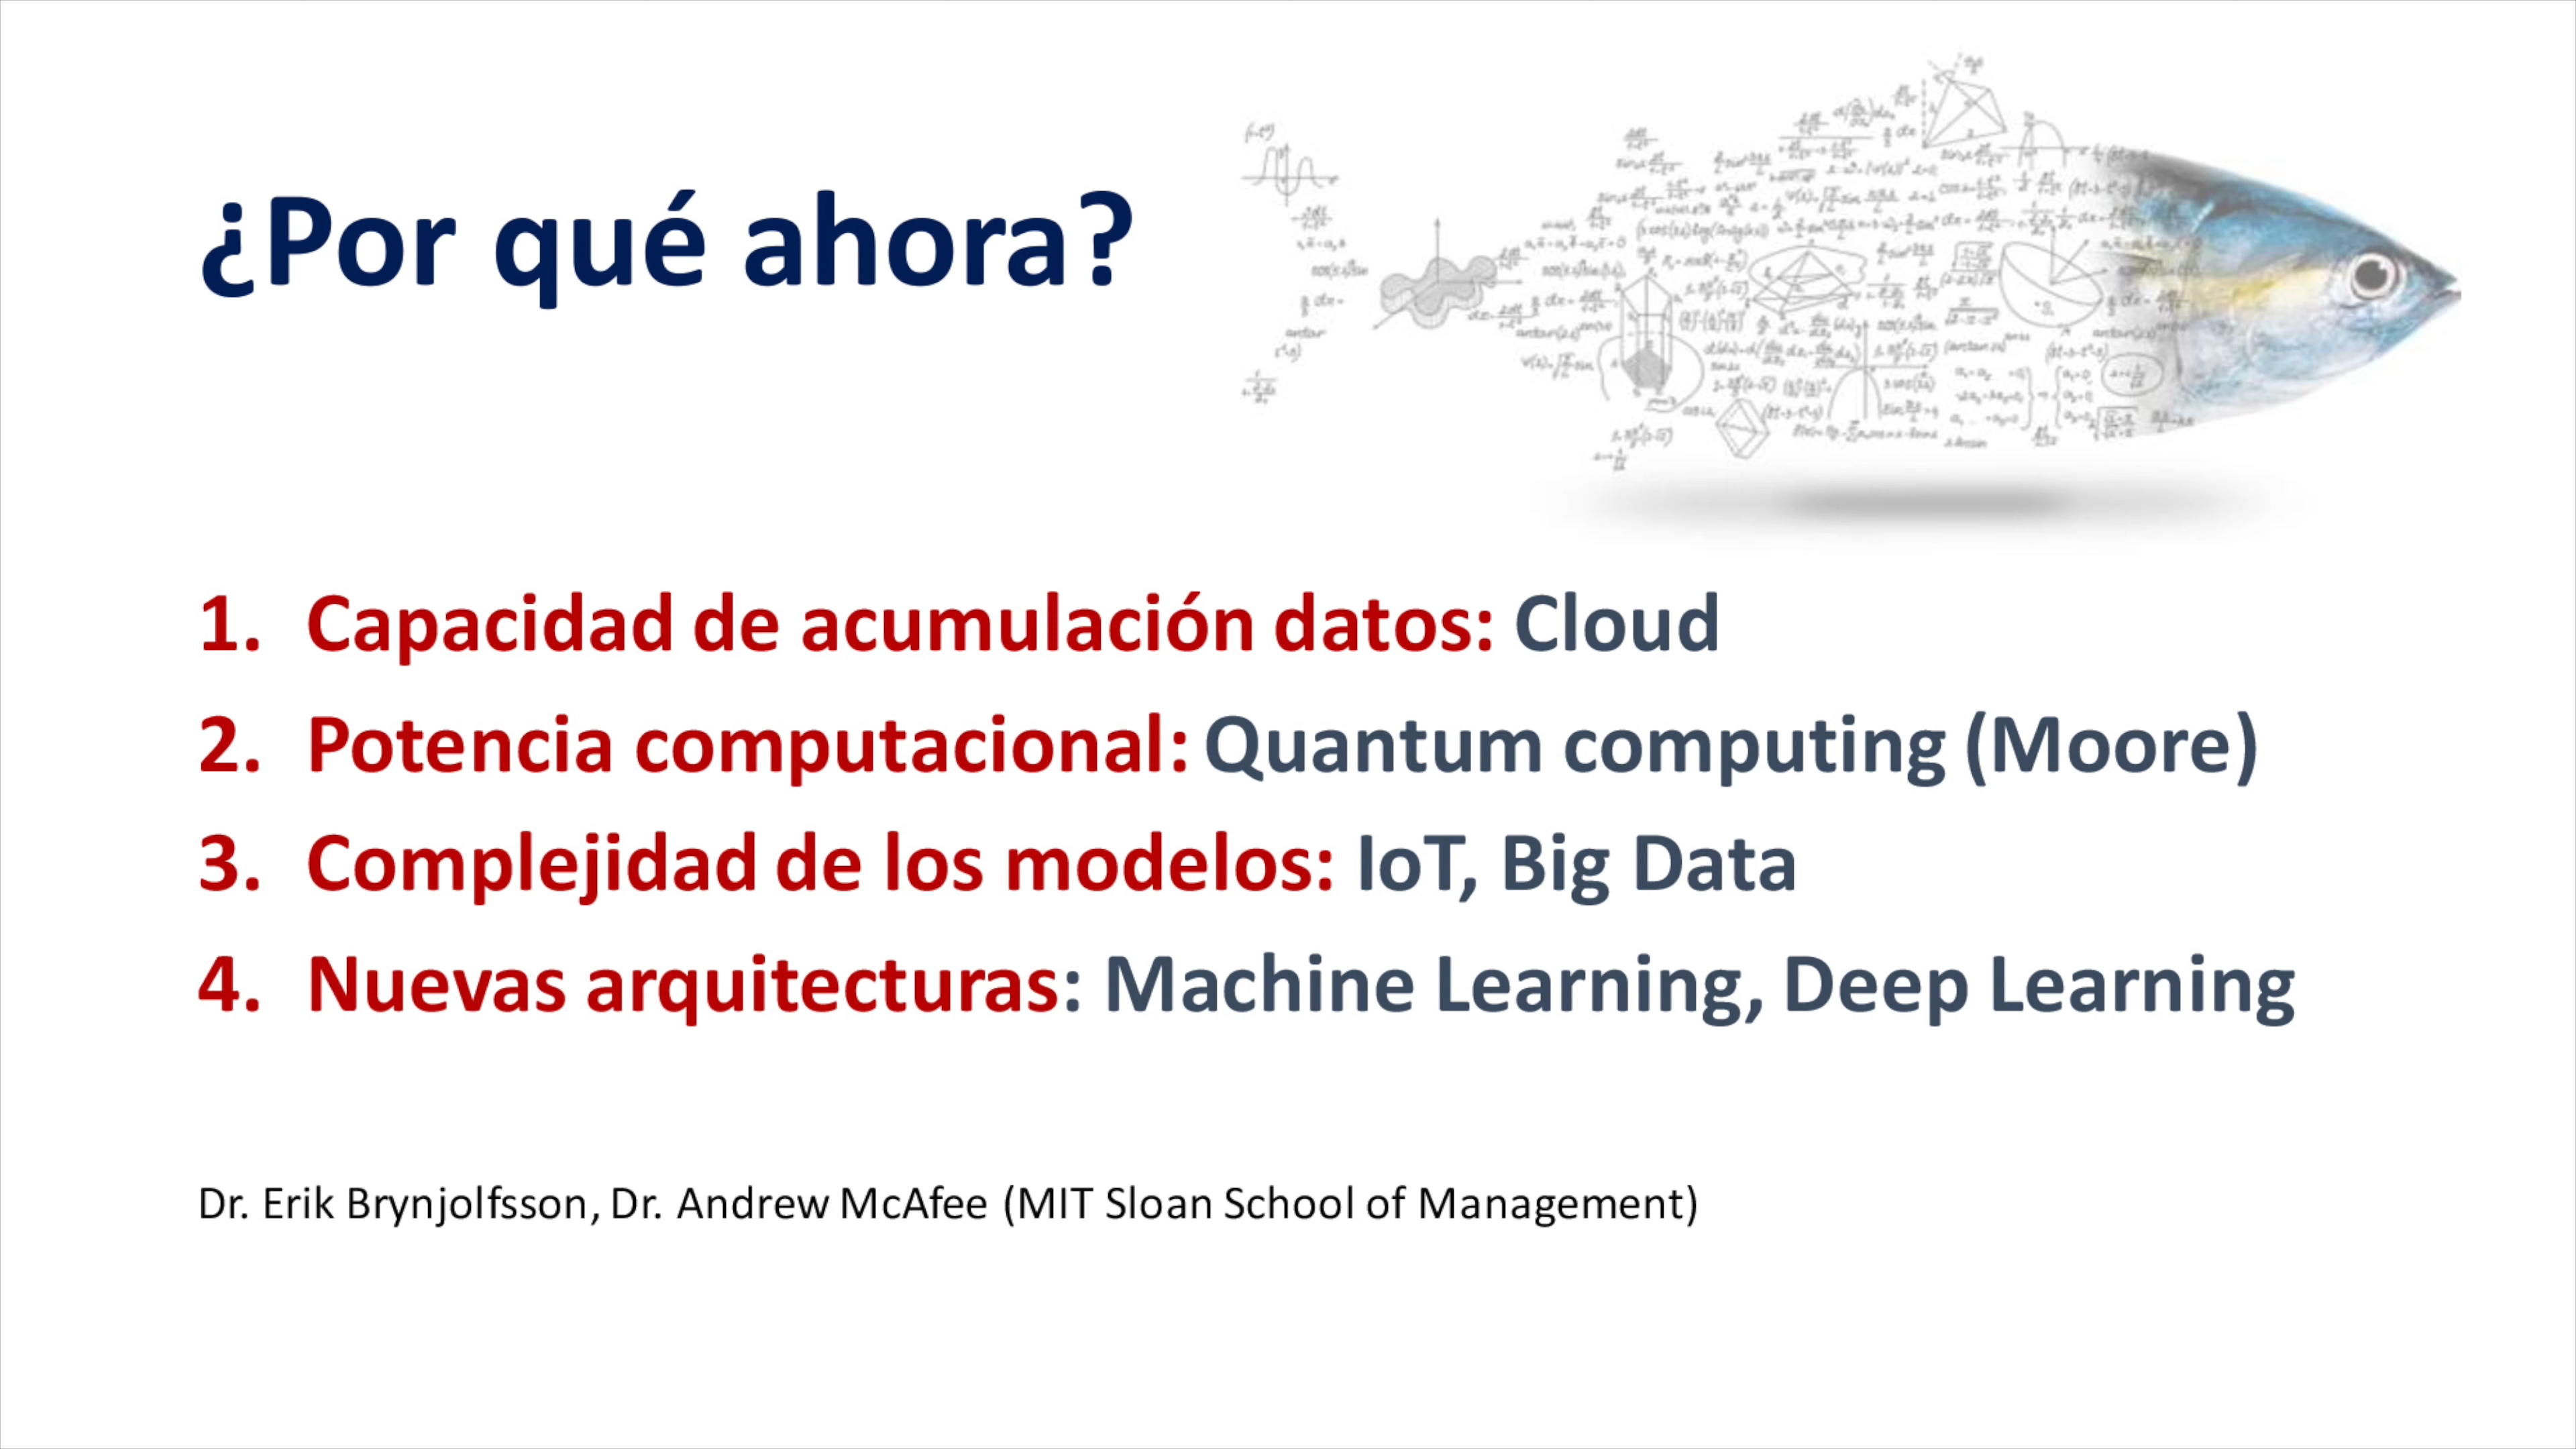 ¿Por qué ahora?
1. Capacidad de acumulación datos: Cloud
2. Potencia computacional: Quantum computing (Moore)
3. Complejidad de los modelos: IoT, Big Data
4. Nuevas arquitecturas: Machine Learning, Deep Learning
Dr. Erik Brynjolfsson, Dr. Andrew McAfee (MIT Sloan School of Management)